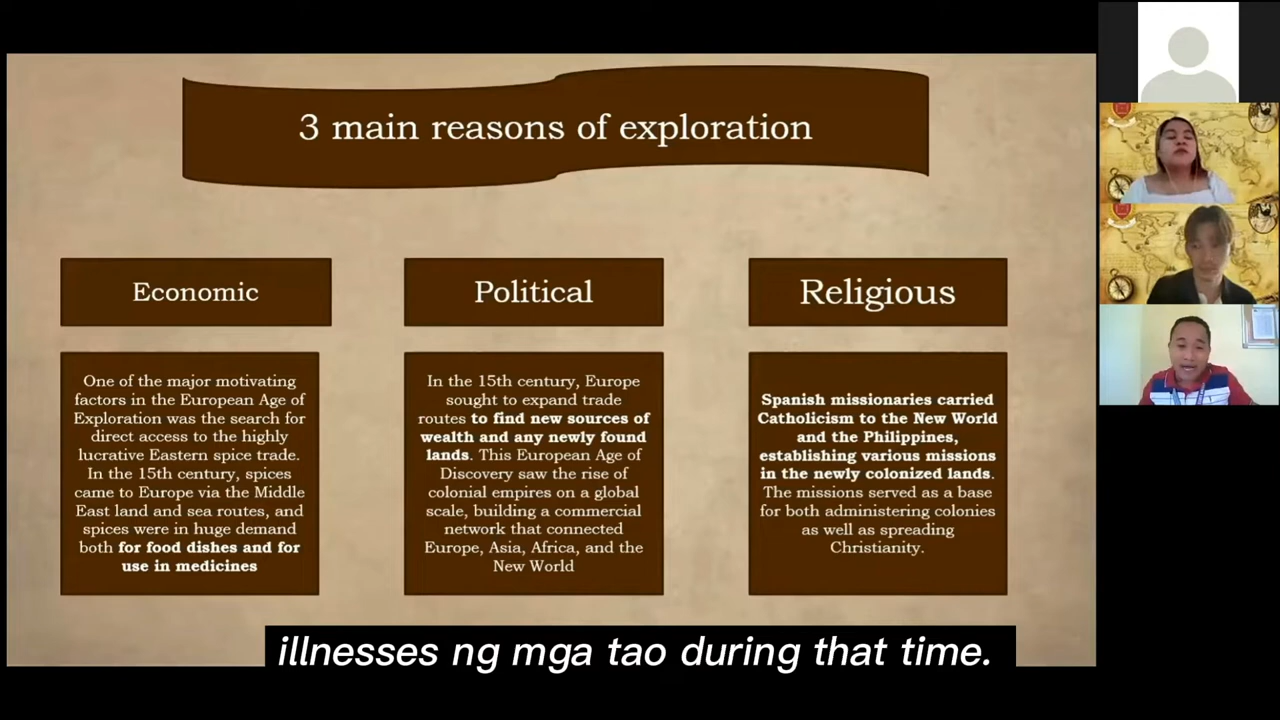 3 main reasons of exploration
Economic
One of the major motivating
factors in the European Age of
Exploration was the search for
direct access to the highly
lucrative Eastern spice trade.
In the 15th century, spices
came to Europe via the Middle
East land and sea routes, and
spices were in huge demand
both for food dishes and for
use in medicines
Political
In the 15th century, Europe
sought to expand trade
routes to find new sources of
wealth and any newly found
lands. This European Age of
Discovery saw the rise of
colonial empires on a global
scale, building a commercial
network that connected
Europe, Asia, Africa, and the
New World
Religious
Spanish missionaries carried
Catholicism to the New World
and the Philippines,
establishing various missions
in the newly colonized lands.
The missions served as a base
for both administering colonies
as well as spreading
Christianity.
illnesses ng mga tao during that time.